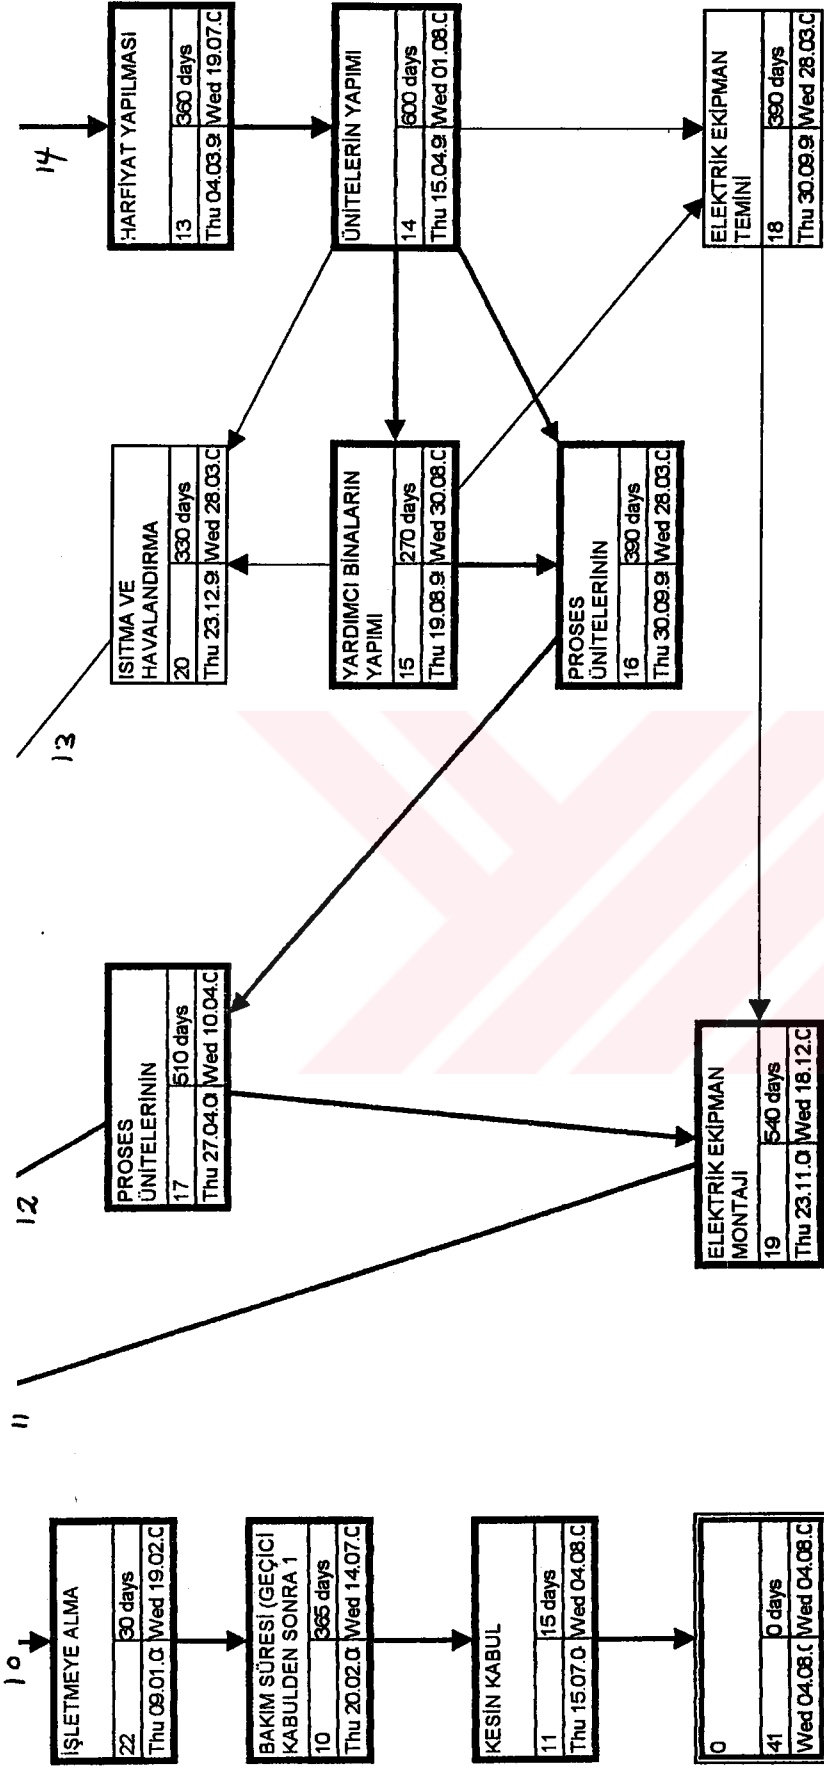 10
İŞLETMEYE ALMA
22 30 days
Thu 09.01.0 Wed 19.02.0
BAKIM SÜRESİ (GEÇİCİ
KABULDEN SONRA 1
10 365 days
Thu 20.02.0 Wed 14.07.0
KESİN KABUL
11 15 days
Thu 15.07.0 Wed 04.08.0
0
41 0 days
Wed 04.08.0 Wed 04.08.0
11
12
PROSES
ÜNİTELERİNİN
17 510 days
Thu 27.04.0 Wed 10.04.0
ELEKTRİK EKİPMAN
MONTAJI
19 540 days
Thu 23.11.0 Wed 18.12.0
13
ISITMA VE
HAVALANDIRMA
20 330 days
Thu 23.12.9 Wed 28.03.0
YARDIMCI BİNALARIN
YAPIMI
15 270 days
Thu 19.08.9 Wed 30.08.0
PROSES
ÜNİTELERİNİN
16 390 days
Thu 30.09.9 Wed 28.03.0
14
HARFİYAT YAPILMASI
13 360 days
Thu 04.03.9 Wed 19.07.0
ÜNİTELERİN YAPIMI
14 600 days
Thu 15.04.9 Wed 01.08.0
ELEKTRİK EKİPMAN
TEMİNİ
18 390 days
Thu 30.09.9 Wed 28.03.0